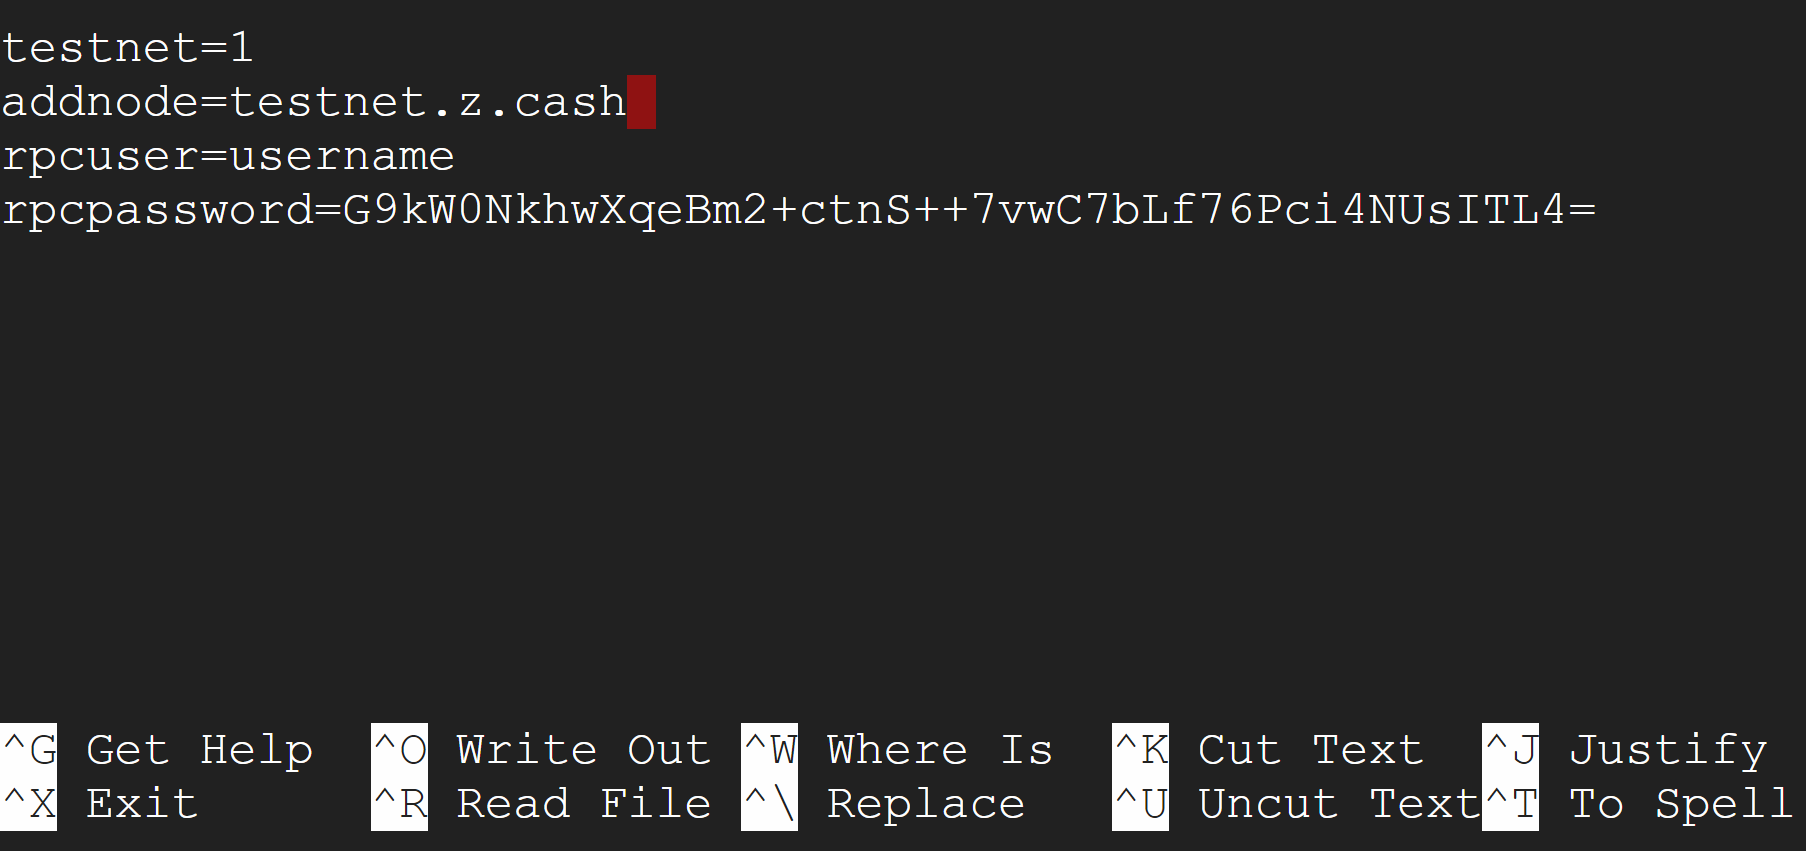 testnet=1
addnode=testnet.z.cash
rpcuser=username
rpcpassword=G9kW0NkhwXqeBm2+ctnS++7vwC7bLf76Pci4NUsITL4=
^G Get Help ^O Write Out ^W Where Is ^K Cut Text ^J Justify
^X Exit ^R Read File ^\ Replace ^U Uncut Text ^T To Spell